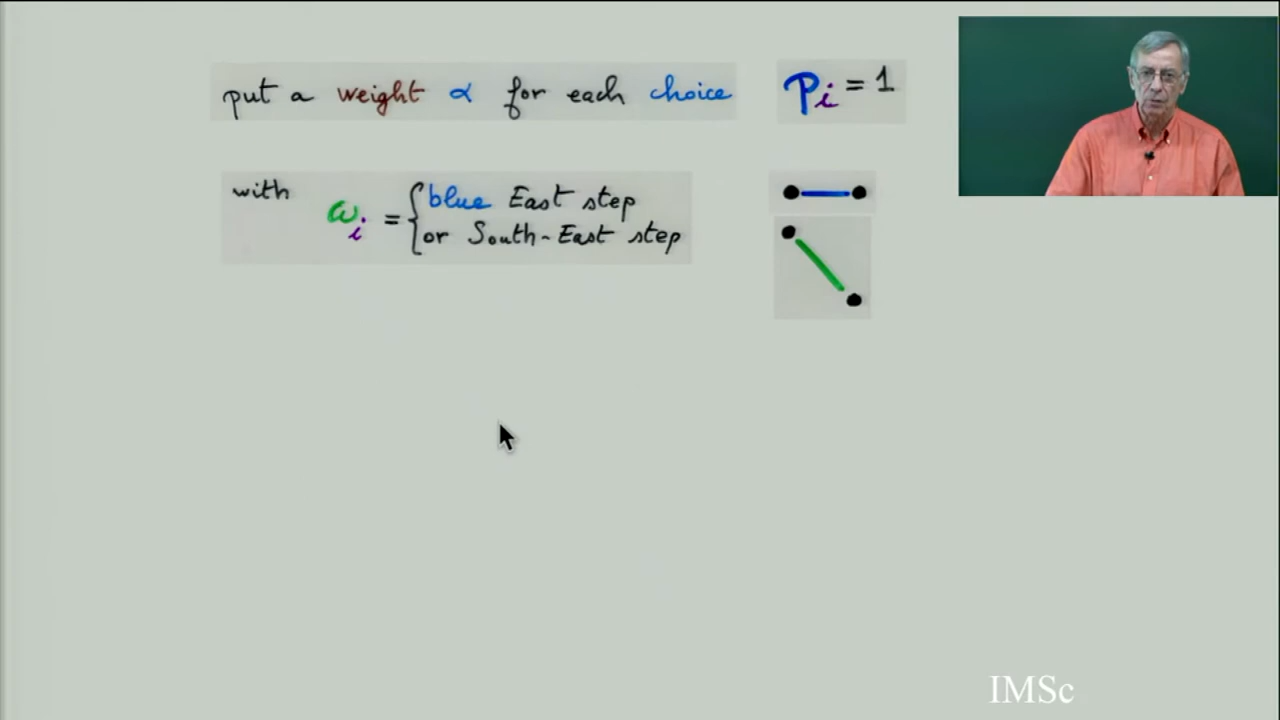 put a weight α for each choice pᵢ = 1
with ωᵢ = { blue East step
or South-East step
IMSc